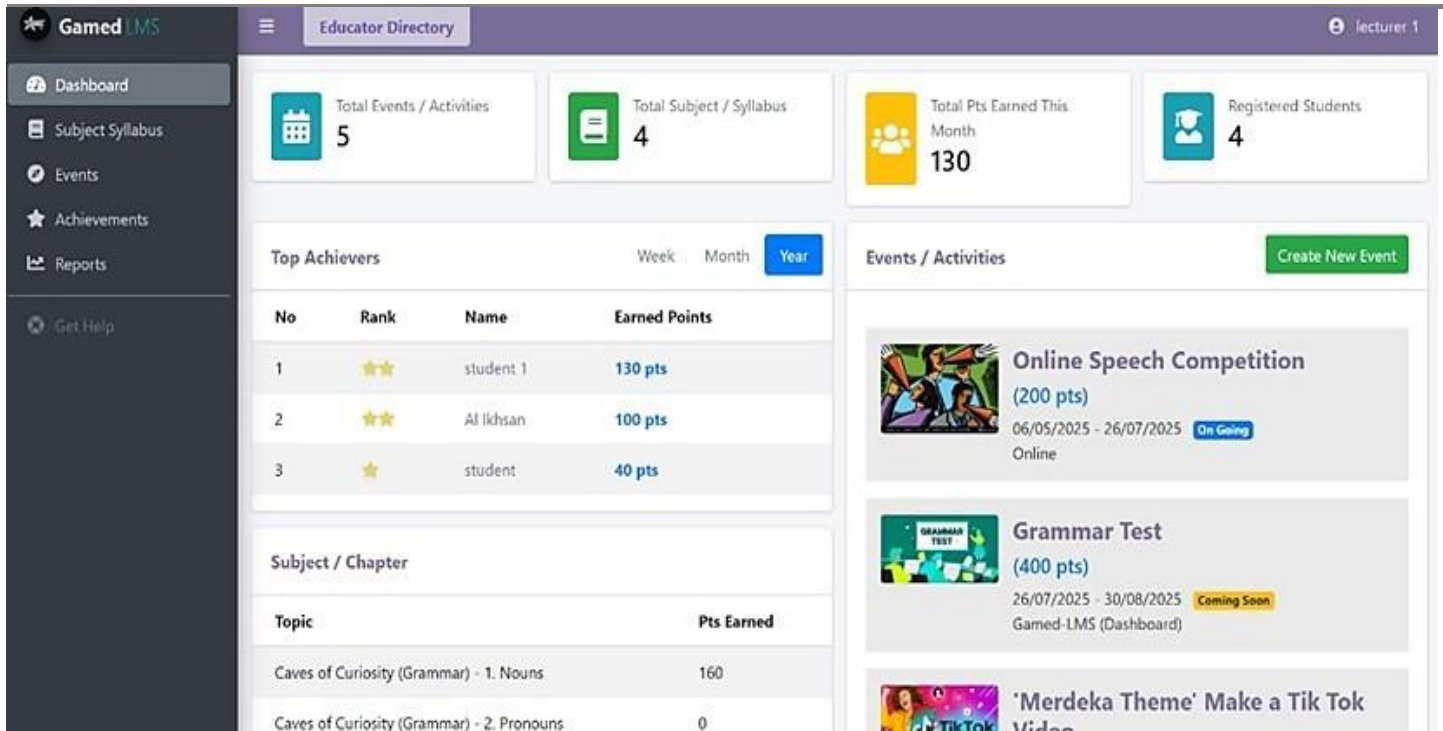 Gamed LMS
Educator Directory
lecturer 1
Dashboard
Subject Syllabus
Events
Achievements
Reports
Get Help
Total Events / Activities
5
Total Subject / Syllabus
4
Total Pts Earned This
Month
130
Registered Students
4
Top Achievers
Week Month Year
No Rank Name Earned Points
1 student 1 130 pts
2 Al Ikhsan 100 pts
3 student 40 pts
Subject / Chapter
Topic Pts Earned
Caves of Curiosity (Grammar) - 1. Nouns 160
Caves of Curiosity (Grammar) - 2. Pronouns 0
Events / Activities
Create New Event
Online Speech Competition
(200 pts)
06/05/2025 - 26/07/2025 On Going
Online
GRAMMAR
TEST
Grammar Test
(400 pts)
26/07/2025 - 30/08/2025 Coming Soon
Gamed-LMS (Dashboard)
TikTok
'Merdeka Theme' Make a Tik Tok
Video